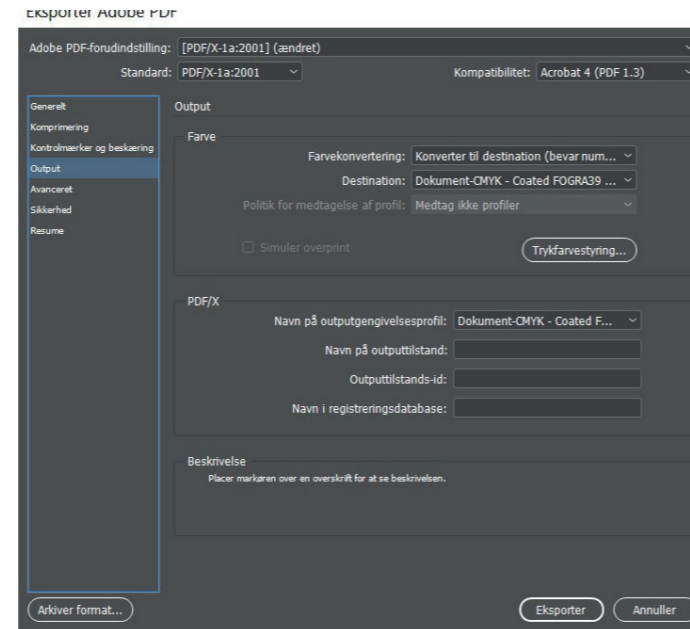 Eksporter Adobe PDF
Adobe PDF-forudindstilling: [PDF/X-1a:2001] (ændret)
Standard: PDF/X-1a:2001 Kompatibilitet: Acrobat 4 (PDF 1.3)
Generelt
Komprimering
Kontrolmærker og beskæring
Output
Avanceret
Sikkerhed
Resume
Output
Farve
Farvekonvertering: Konverter til destination (bevar num...
Destination: Dokument-CMYK - Coated FOGRA39 ...
Politik for medtagelse af profil: Medtag ikke profiler
Simuler overprint
Trykfarvestyring...
PDF/X
Navn på outputgengivelsesprofil: Dokument-CMYK - Coated F...
Navn på outputtilstand:
Outputtilstands-id:
Navn i registreringsdatabase:
Beskrivelse
Placer markøren over en overskrift for at se beskrivelsen.
Arkiver format...
Eksporter
Annuller